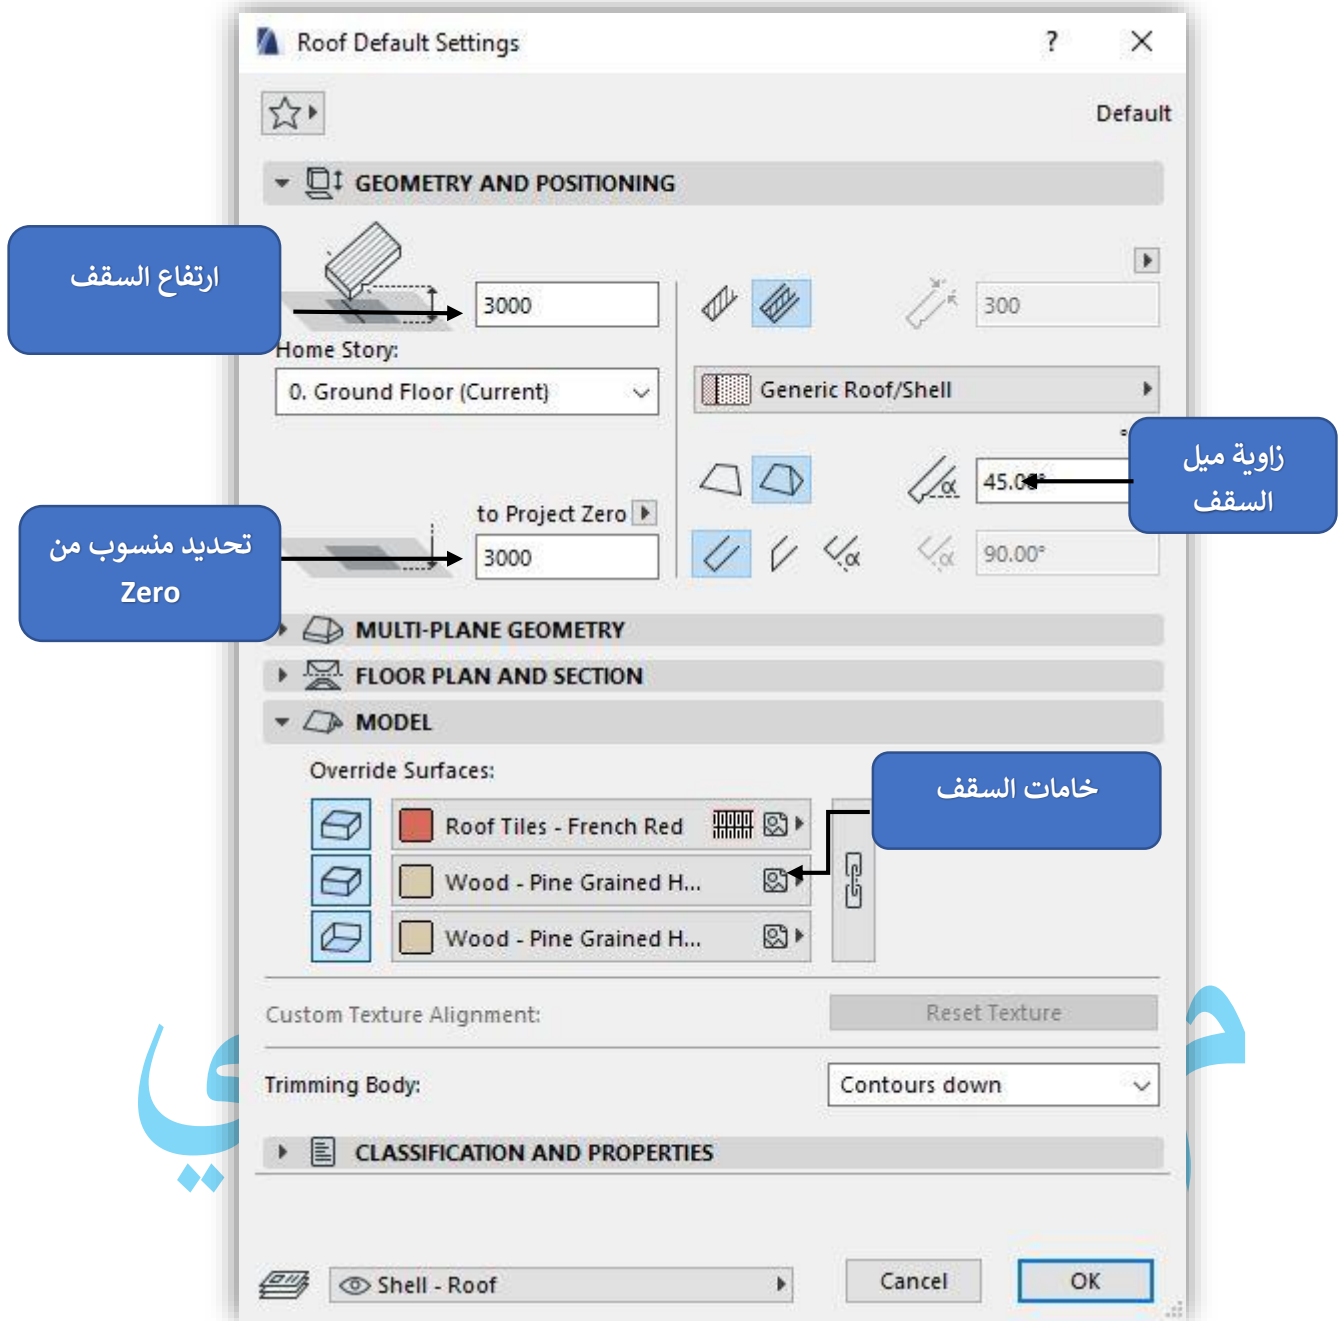 Roof Default Settings
?
Default
GEOMETRY AND POSITIONING
ارتفاع السقف
3000
300
Home Story:
0. Ground Floor (Current)
Generic Roof/Shell
زاوية ميل
السقف
α
45.00°
to Project Zero
تحديد منسوب من
Zero
3000
α
α
90.00°
MULTI-PLANE GEOMETRY
FLOOR PLAN AND SECTION
MODEL
Override Surfaces:
خامات السقف
Roof Tiles - French Red
Wood - Pine Grained H...
Wood - Pine Grained H...
Custom Texture Alignment:
Reset Texture
Trimming Body:
Contours down
CLASSIFICATION AND PROPERTIES
Shell - Roof
Cancel
OK